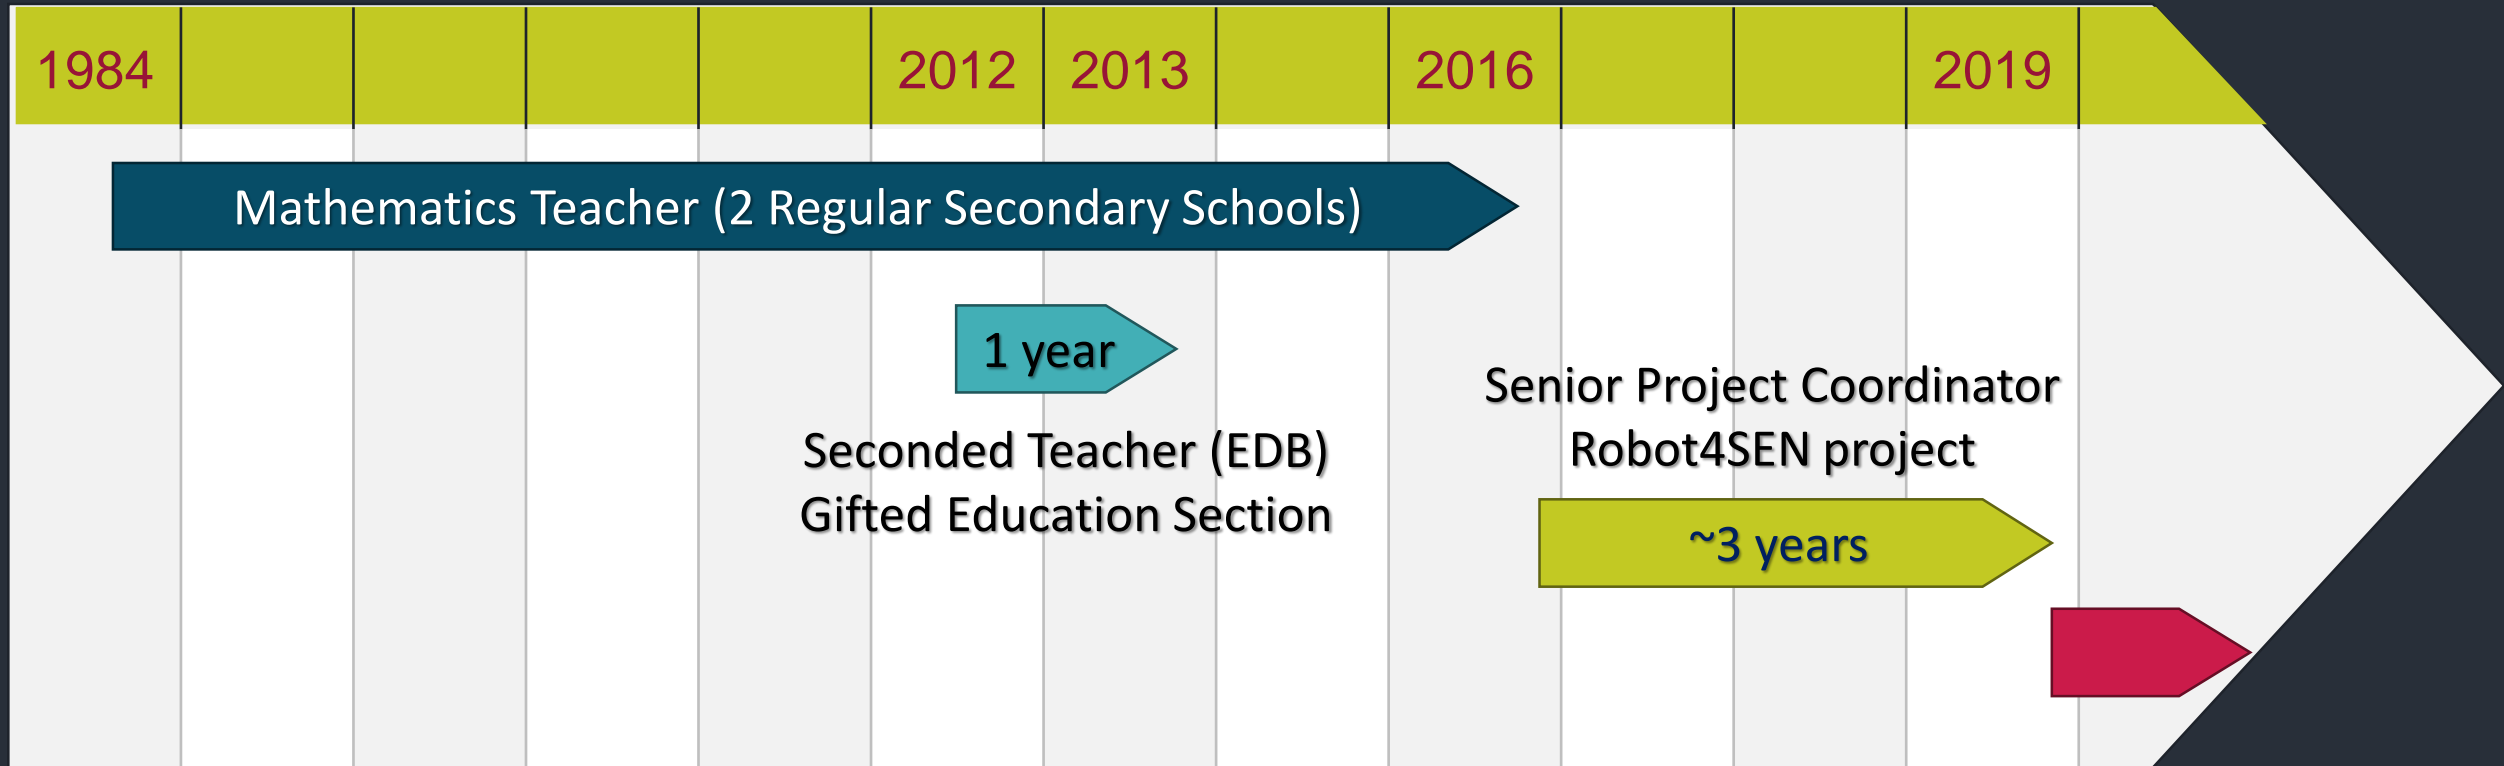 1984 2012 2013 2016 2019
Mathematics Teacher (2 Regular Secondary Schools)
1 year
Seconded Teacher (EDB)
Gifted Education Section
Senior Project Coordinator
Robot4SEN project
~3 years